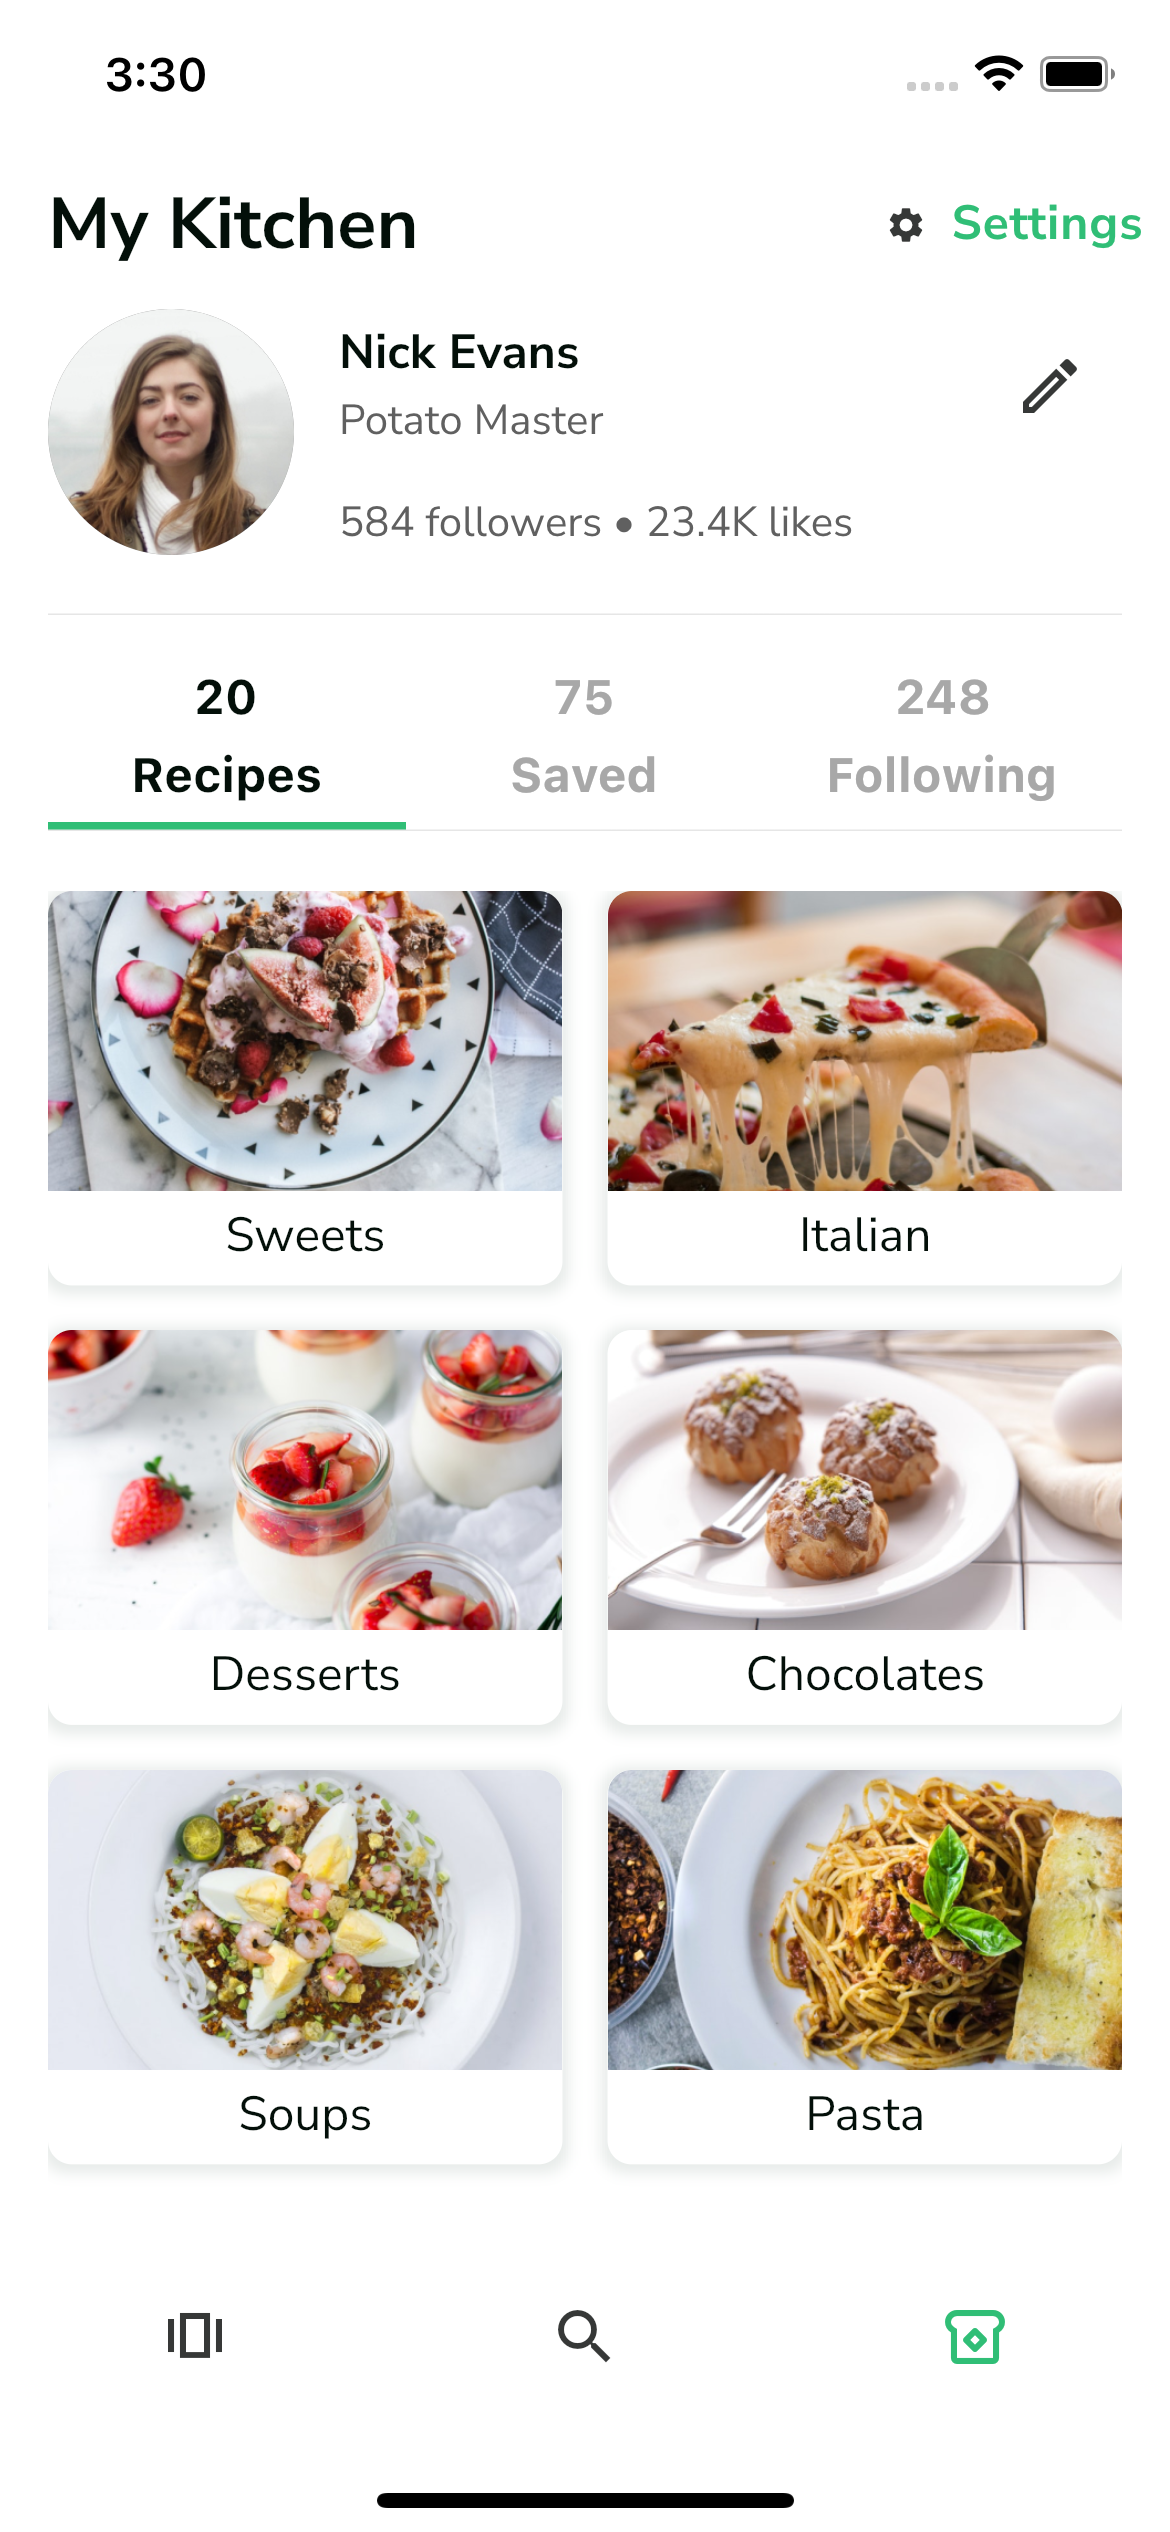 3:30
My Kitchen
Settings
Nick Evans
Potato Master
584 followers • 23.4K likes
20
Recipes
75
Saved
248
Following
Sweets
Italian
Desserts
Chocolates
Soups
Pasta